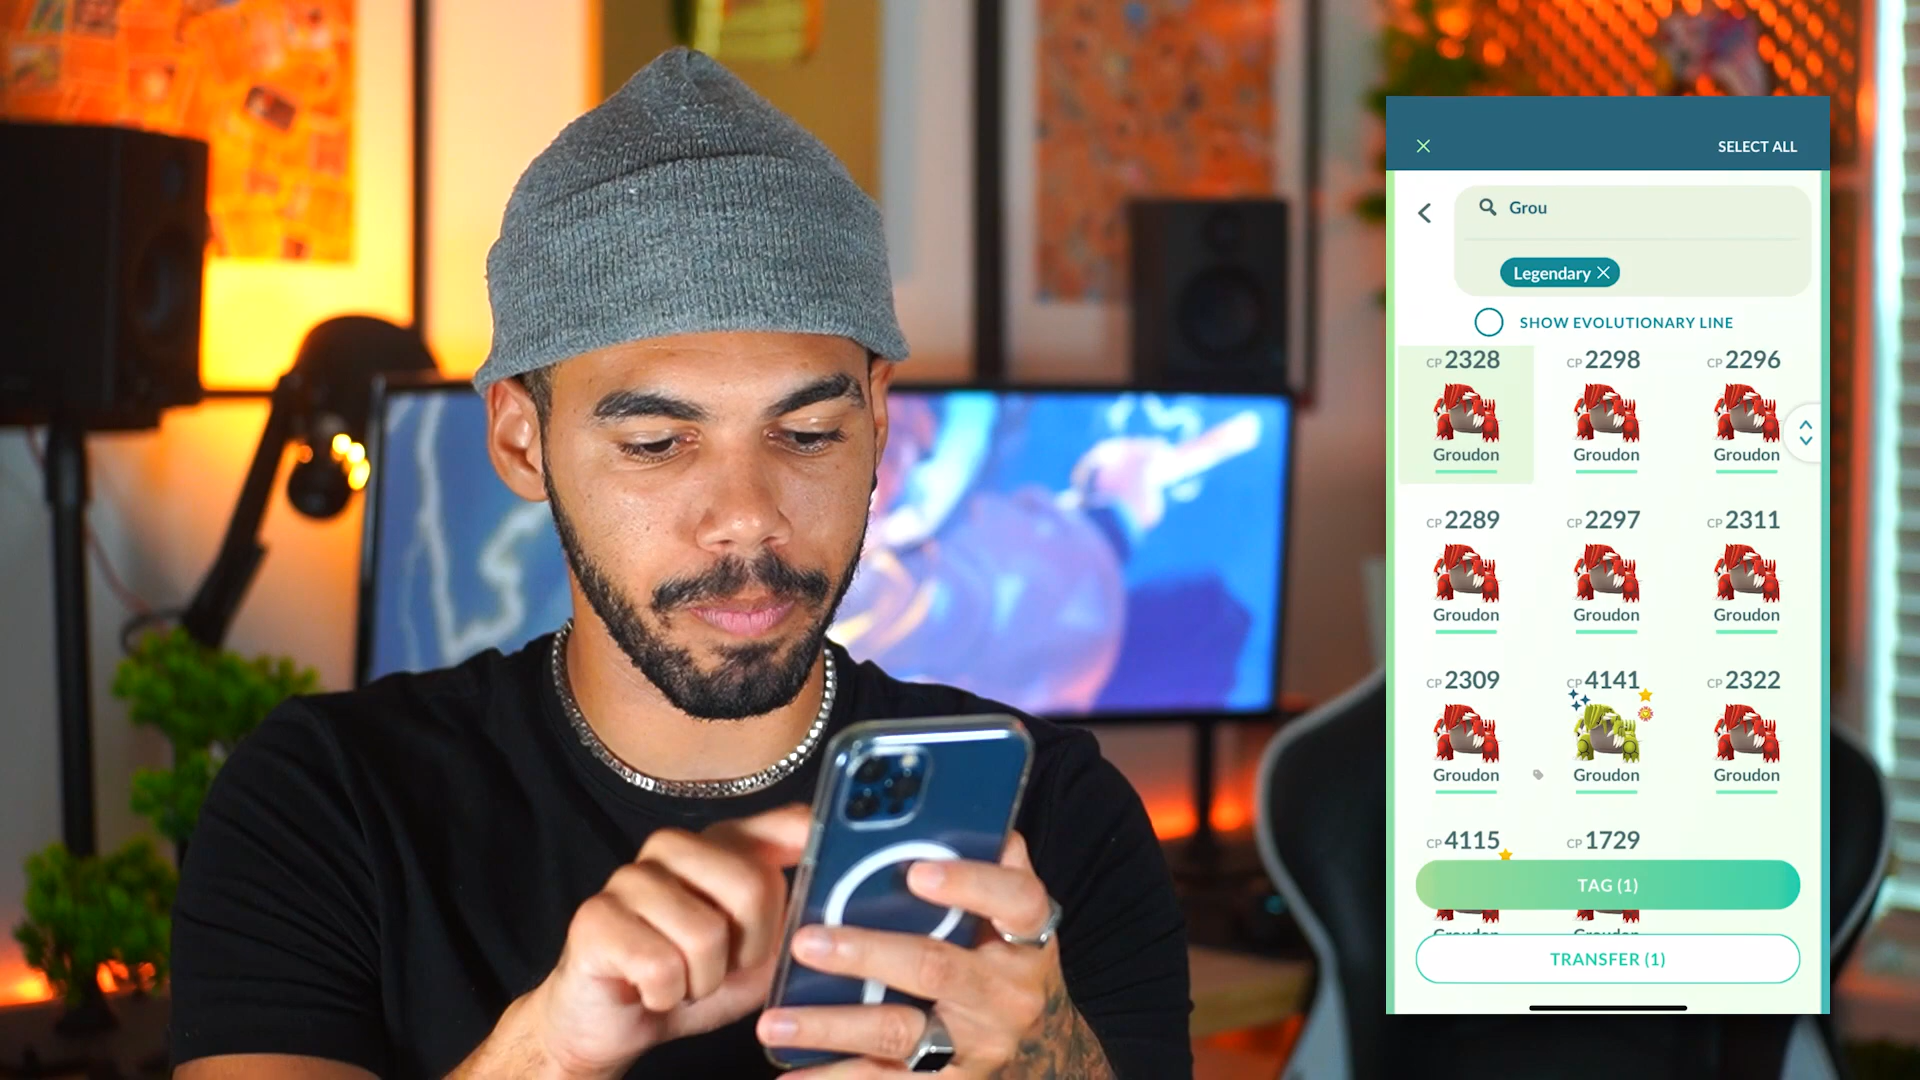 SELECT ALL
Grou
Legendary
SHOW EVOLUTIONARY LINE
CP 2328 CP 2298 CP 2296
Groudon Groudon Groudon
CP 2289 CP 2297 CP 2311
Groudon Groudon Groudon
CP 2309 CP 4141 CP 2322
Groudon Groudon Groudon
CP 4115 CP 1729
TAG (1)
TRANSFER (1)